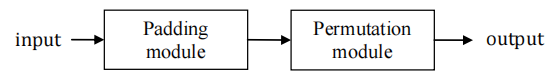 input
Padding
module
Permutation
module
output